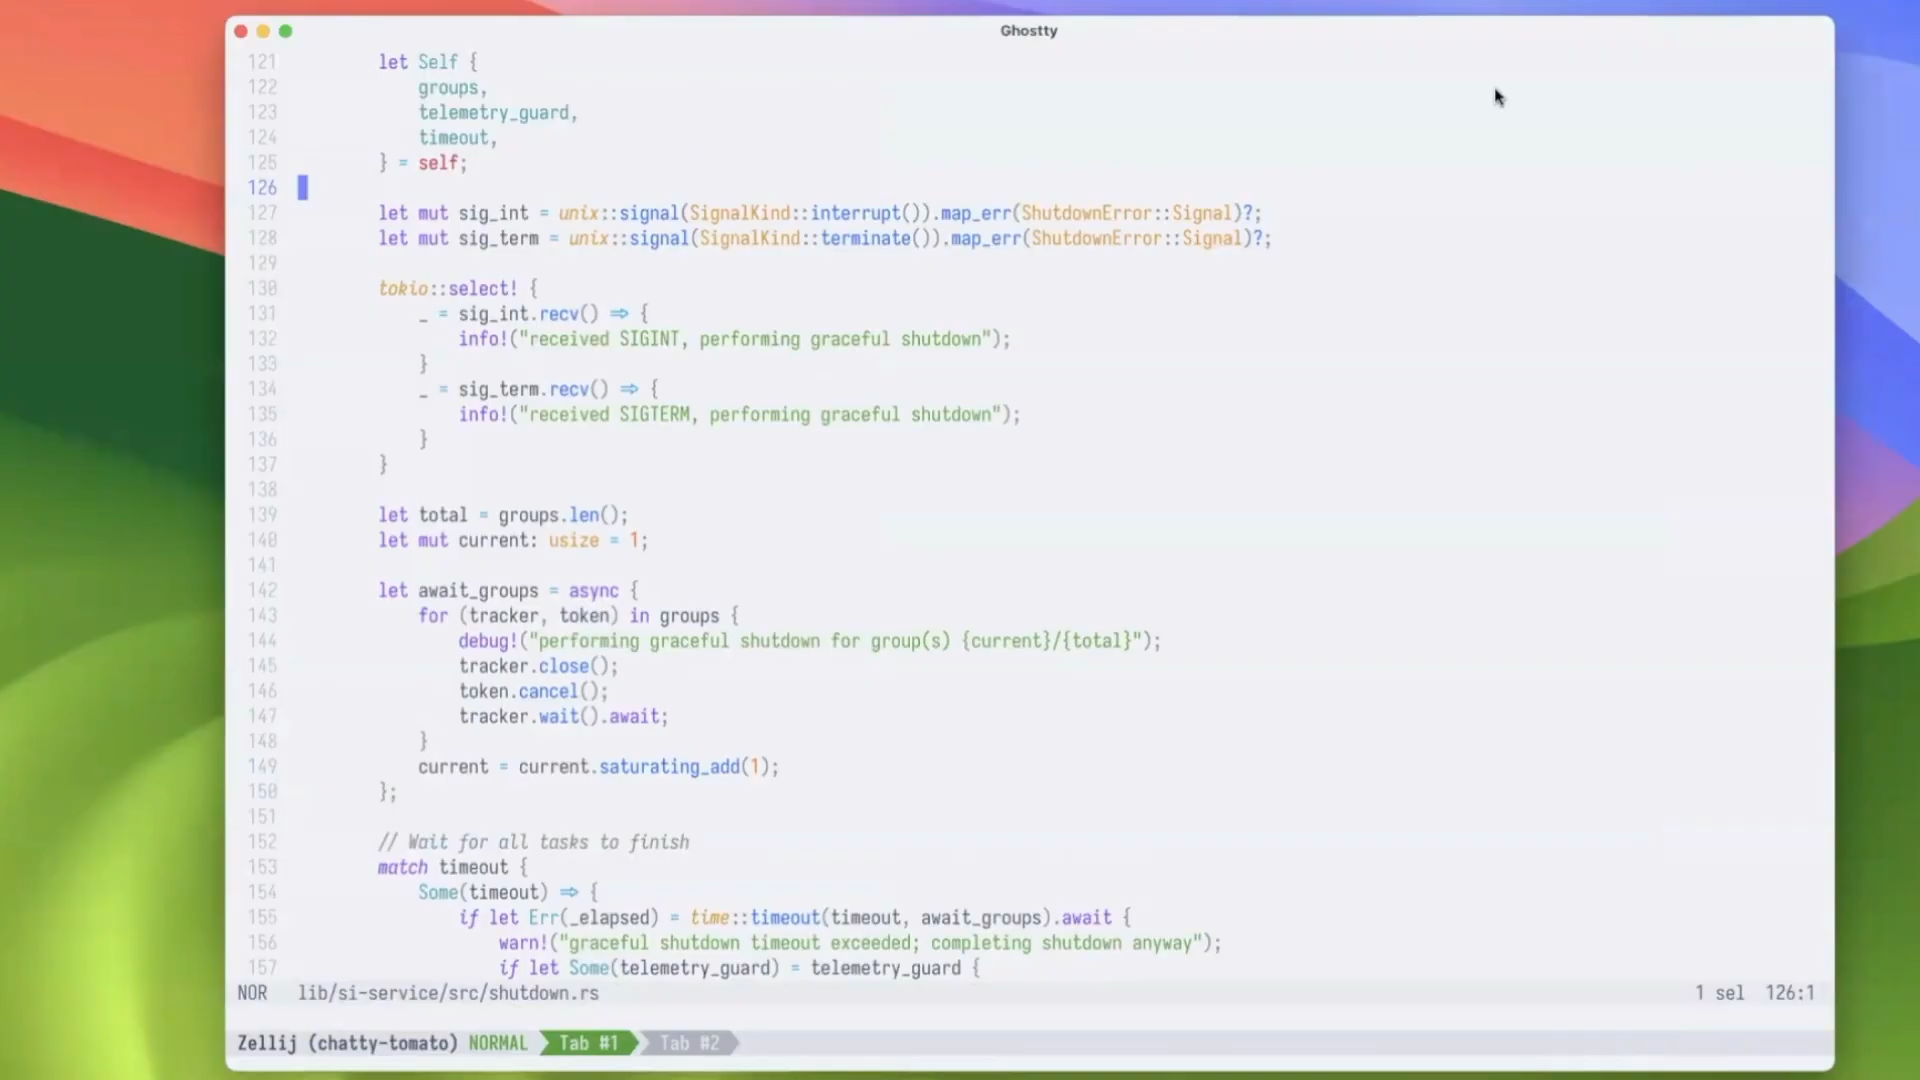 Ghostty
121 let Self {
122 groups,
123 telemetry_guard,
124 timeout,
125 } = self;
126
127 let mut sig_int = unix::signal(SignalKind::interrupt()).map_err(ShutdownError::Signal)?;
128 let mut sig_term = unix::signal(SignalKind::terminate()).map_err(ShutdownError::Signal)?;
129
130 tokio::select! {
131 _ = sig_int.recv() => {
132 info!("received SIGINT, performing graceful shutdown");
133 }
134 _ = sig_term.recv() => {
135 info!("received SIGTERM, performing graceful shutdown");
136 }
137 }
138
139 let total = groups.len();
140 let mut current: usize = 1;
141
142 let await_groups = async {
143 for (tracker, token) in groups {
144 debug!("performing graceful shutdown for group(s) {current}/{total}");
145 tracker.close();
146 token.cancel();
147 tracker.wait().await;
148 }
149 current = current.saturating_add(1);
150 };
151
152 // Wait for all tasks to finish
153 match timeout {
154 Some(timeout) => {
155 if let Err(_elapsed) = time::timeout(timeout, await_groups).await {
156 warn!("graceful shutdown timeout exceeded; completing shutdown anyway");
157 if let Some(telemetry_guard) = telemetry_guard {
NOR lib/si-service/src/shutdown.rs 1 sel 126:1
Zellij (chatty-tomato) NORMAL Tab #1 Tab #2